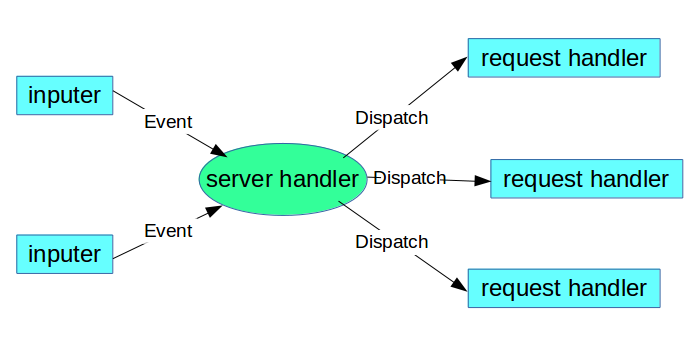 request handler
inputer
Dispatch
Event
server handler
Dispatch
request handler
Event
Dispatch
inputer
request handler